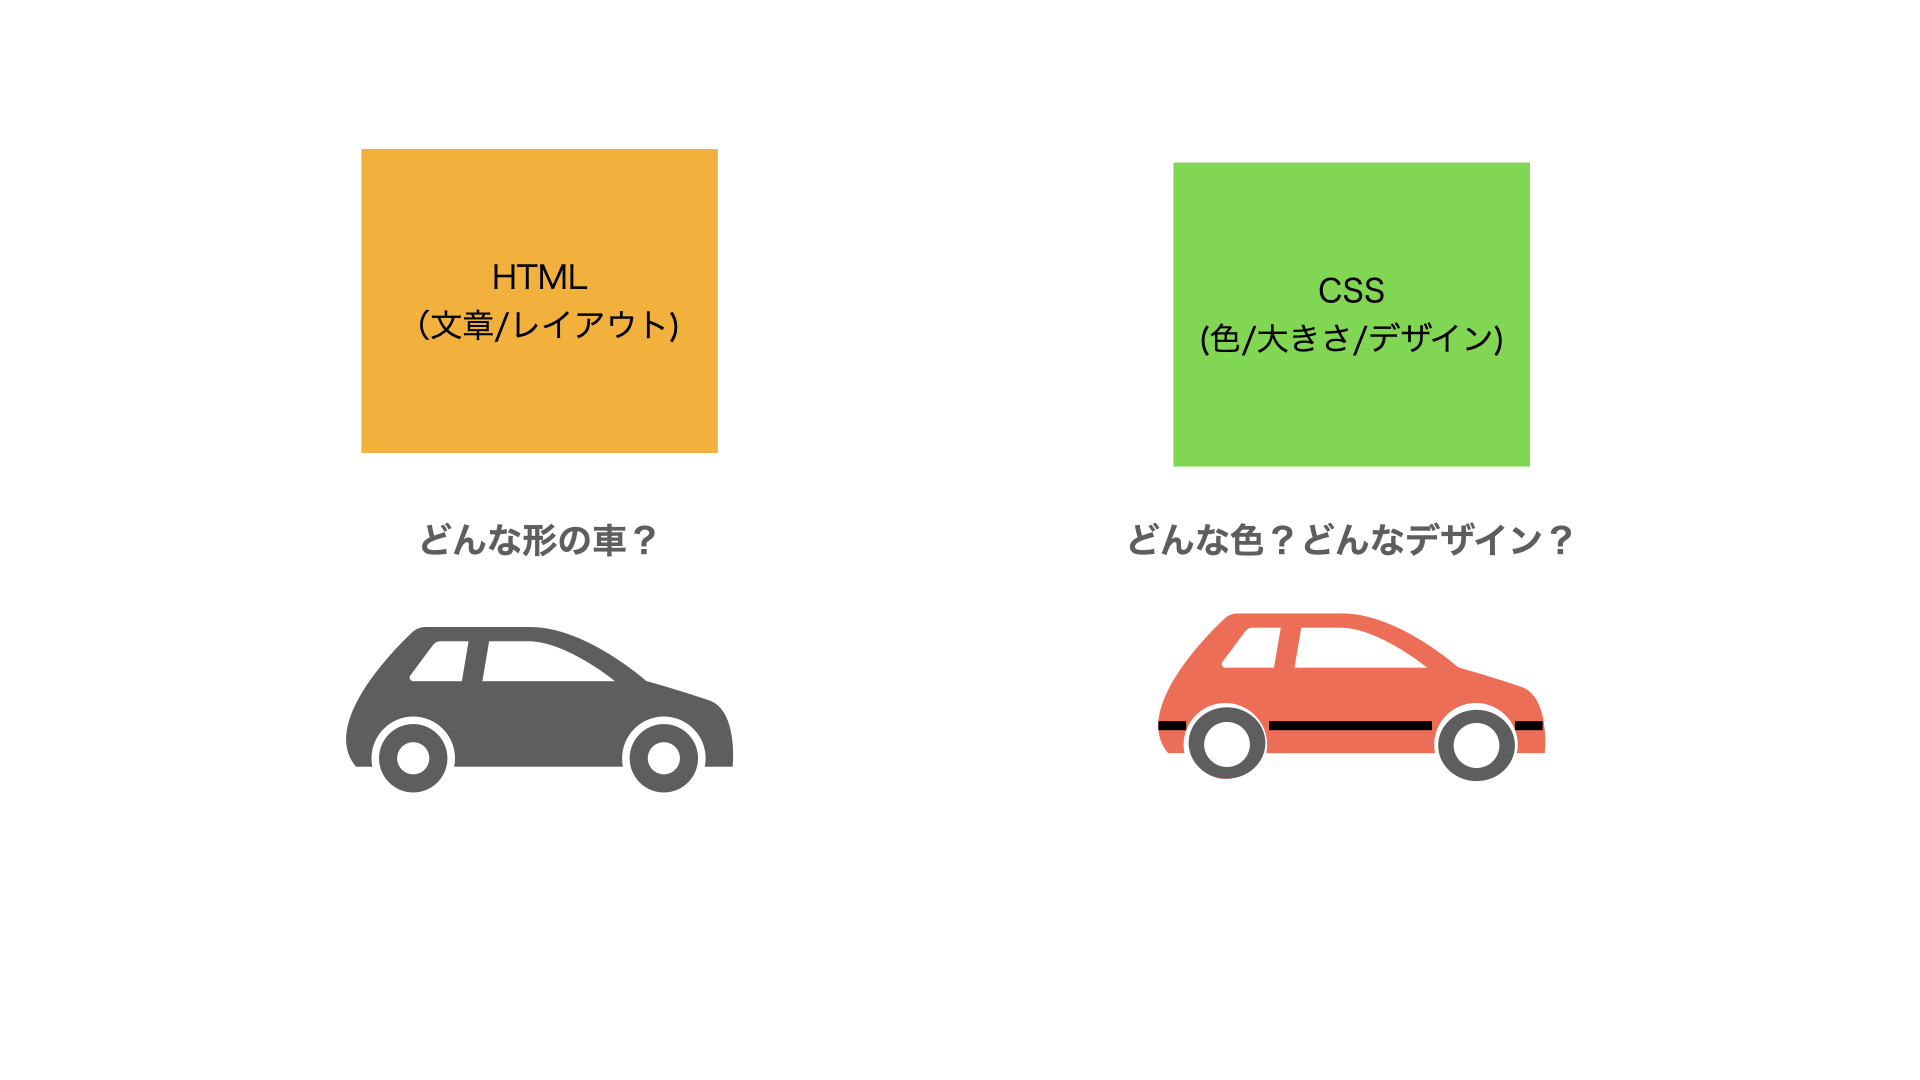 HTML
（文章/レイアウト)
どんな形の車？
CSS
(色/大きさ/デザイン)
どんな色？どんなデザイン？